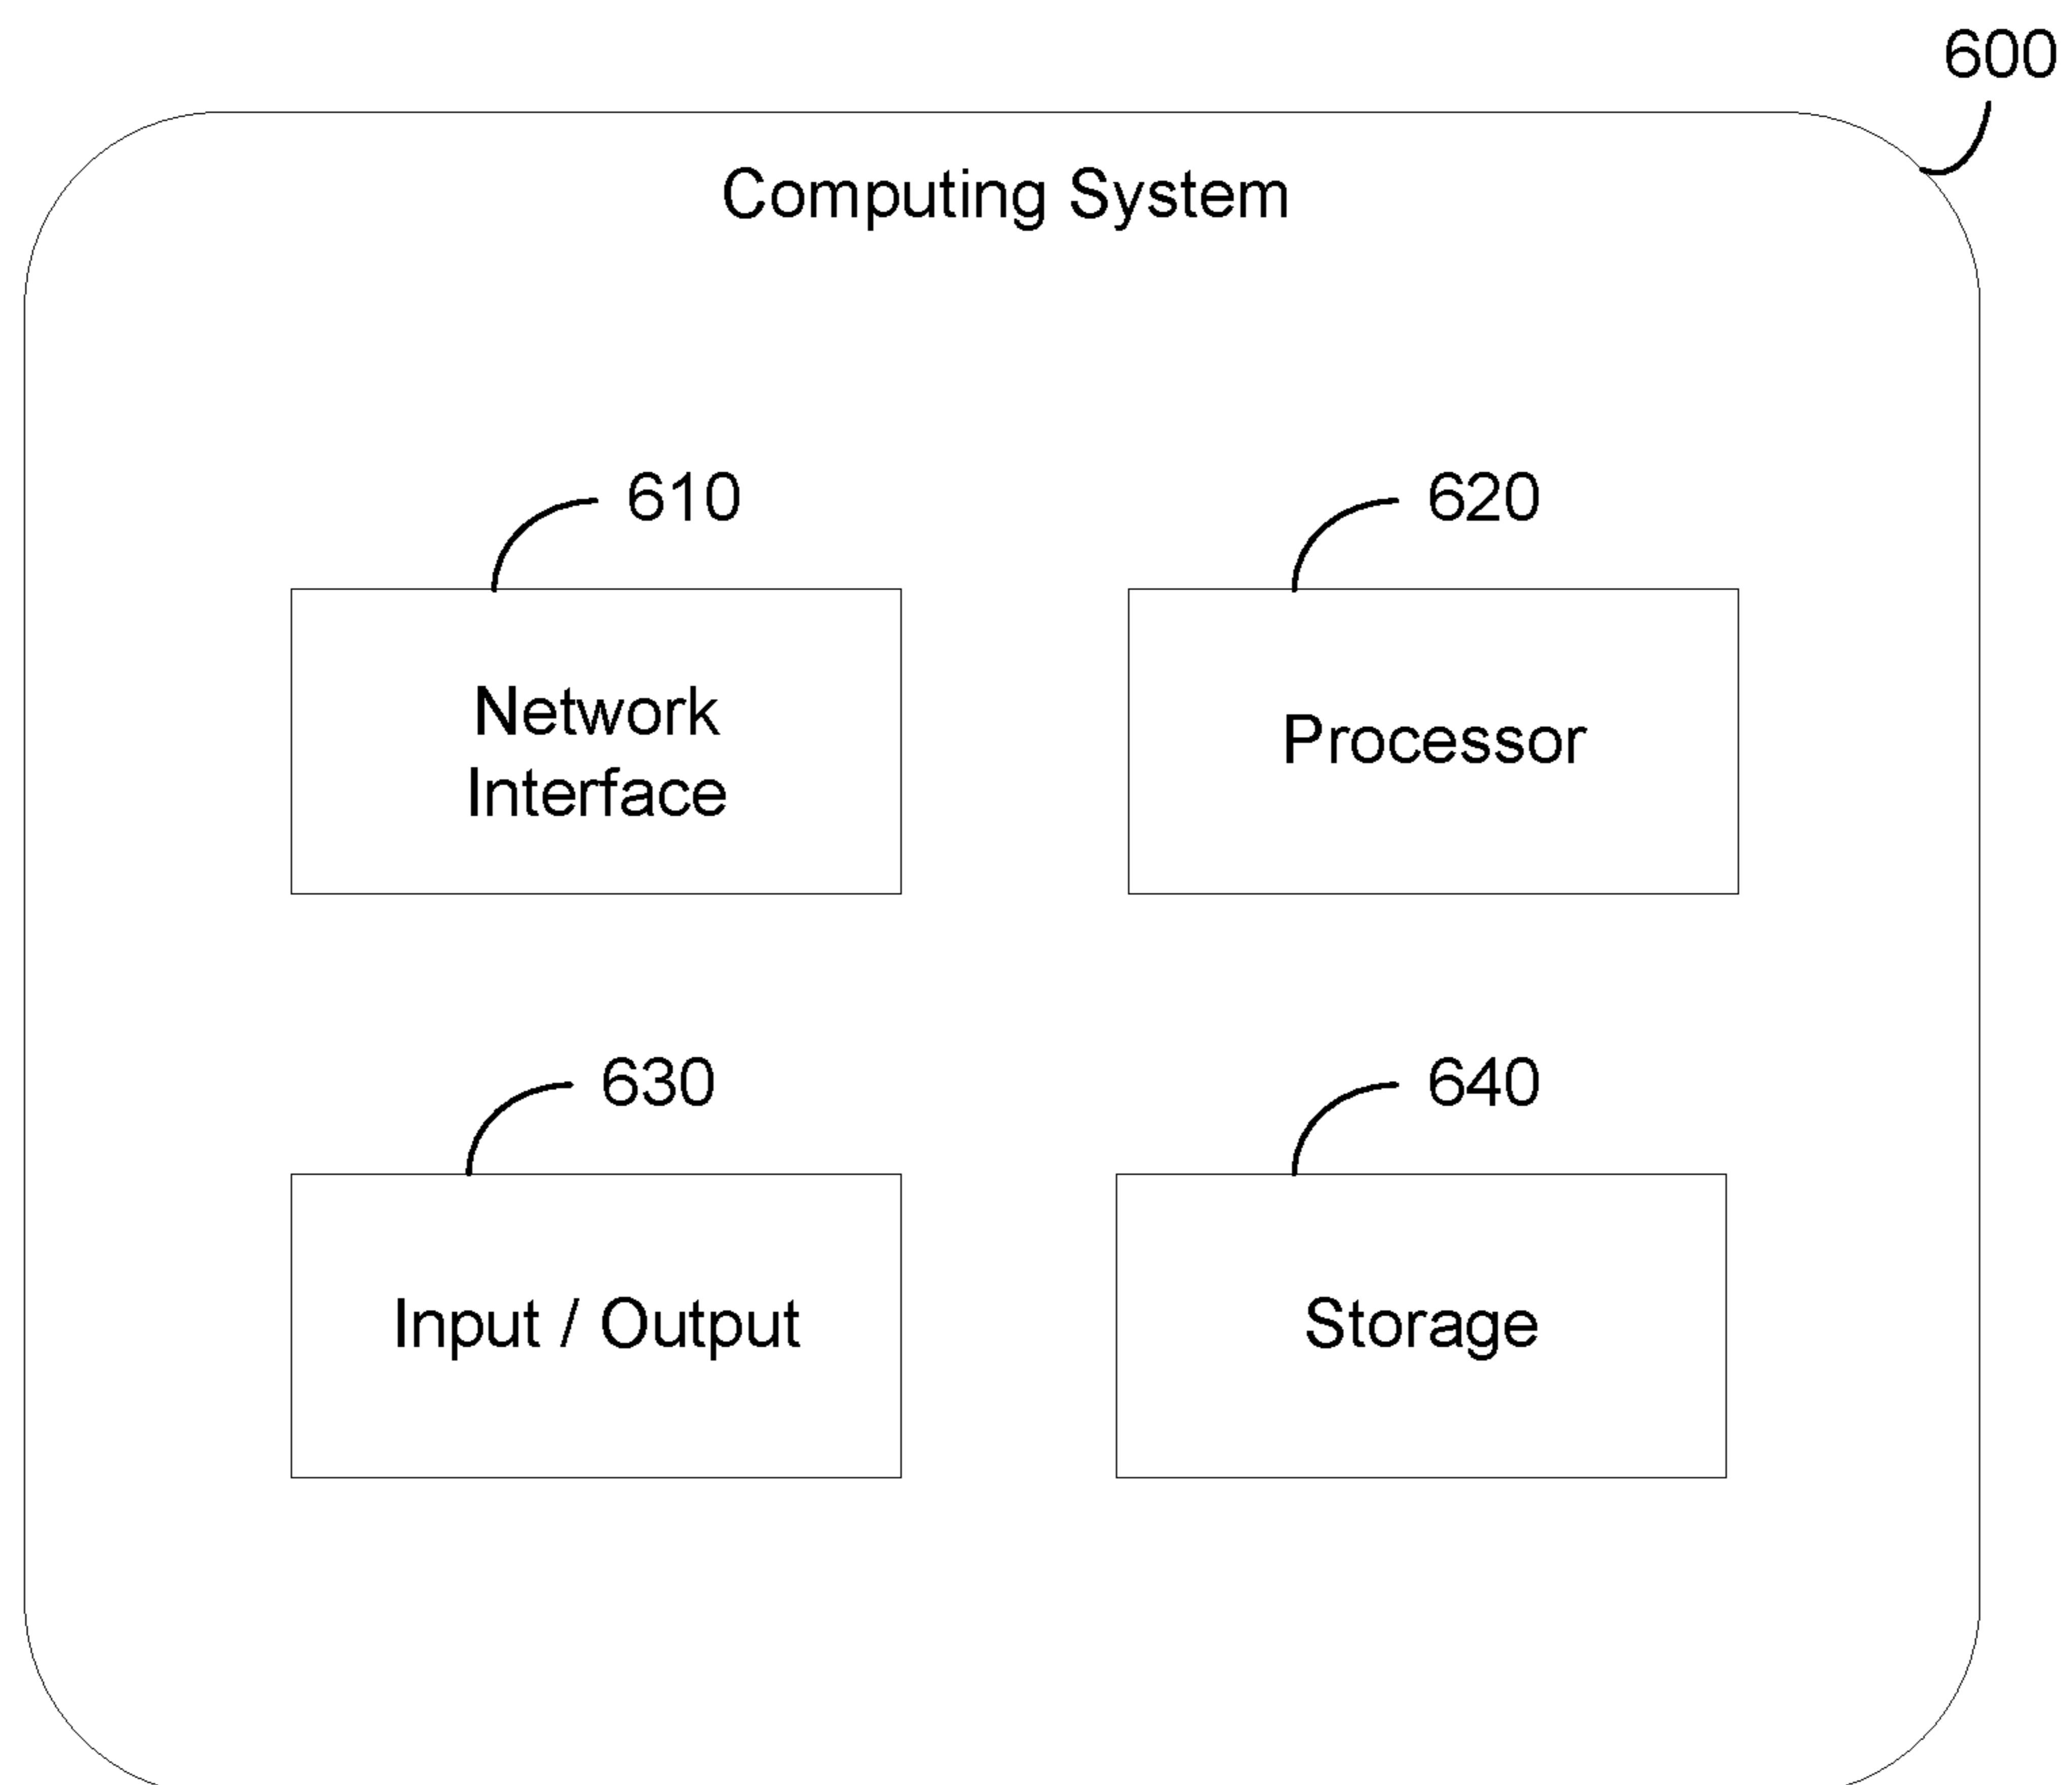 600
Computing System
610
620
Network
Interface
Processor
630
640
Input / Output
Storage